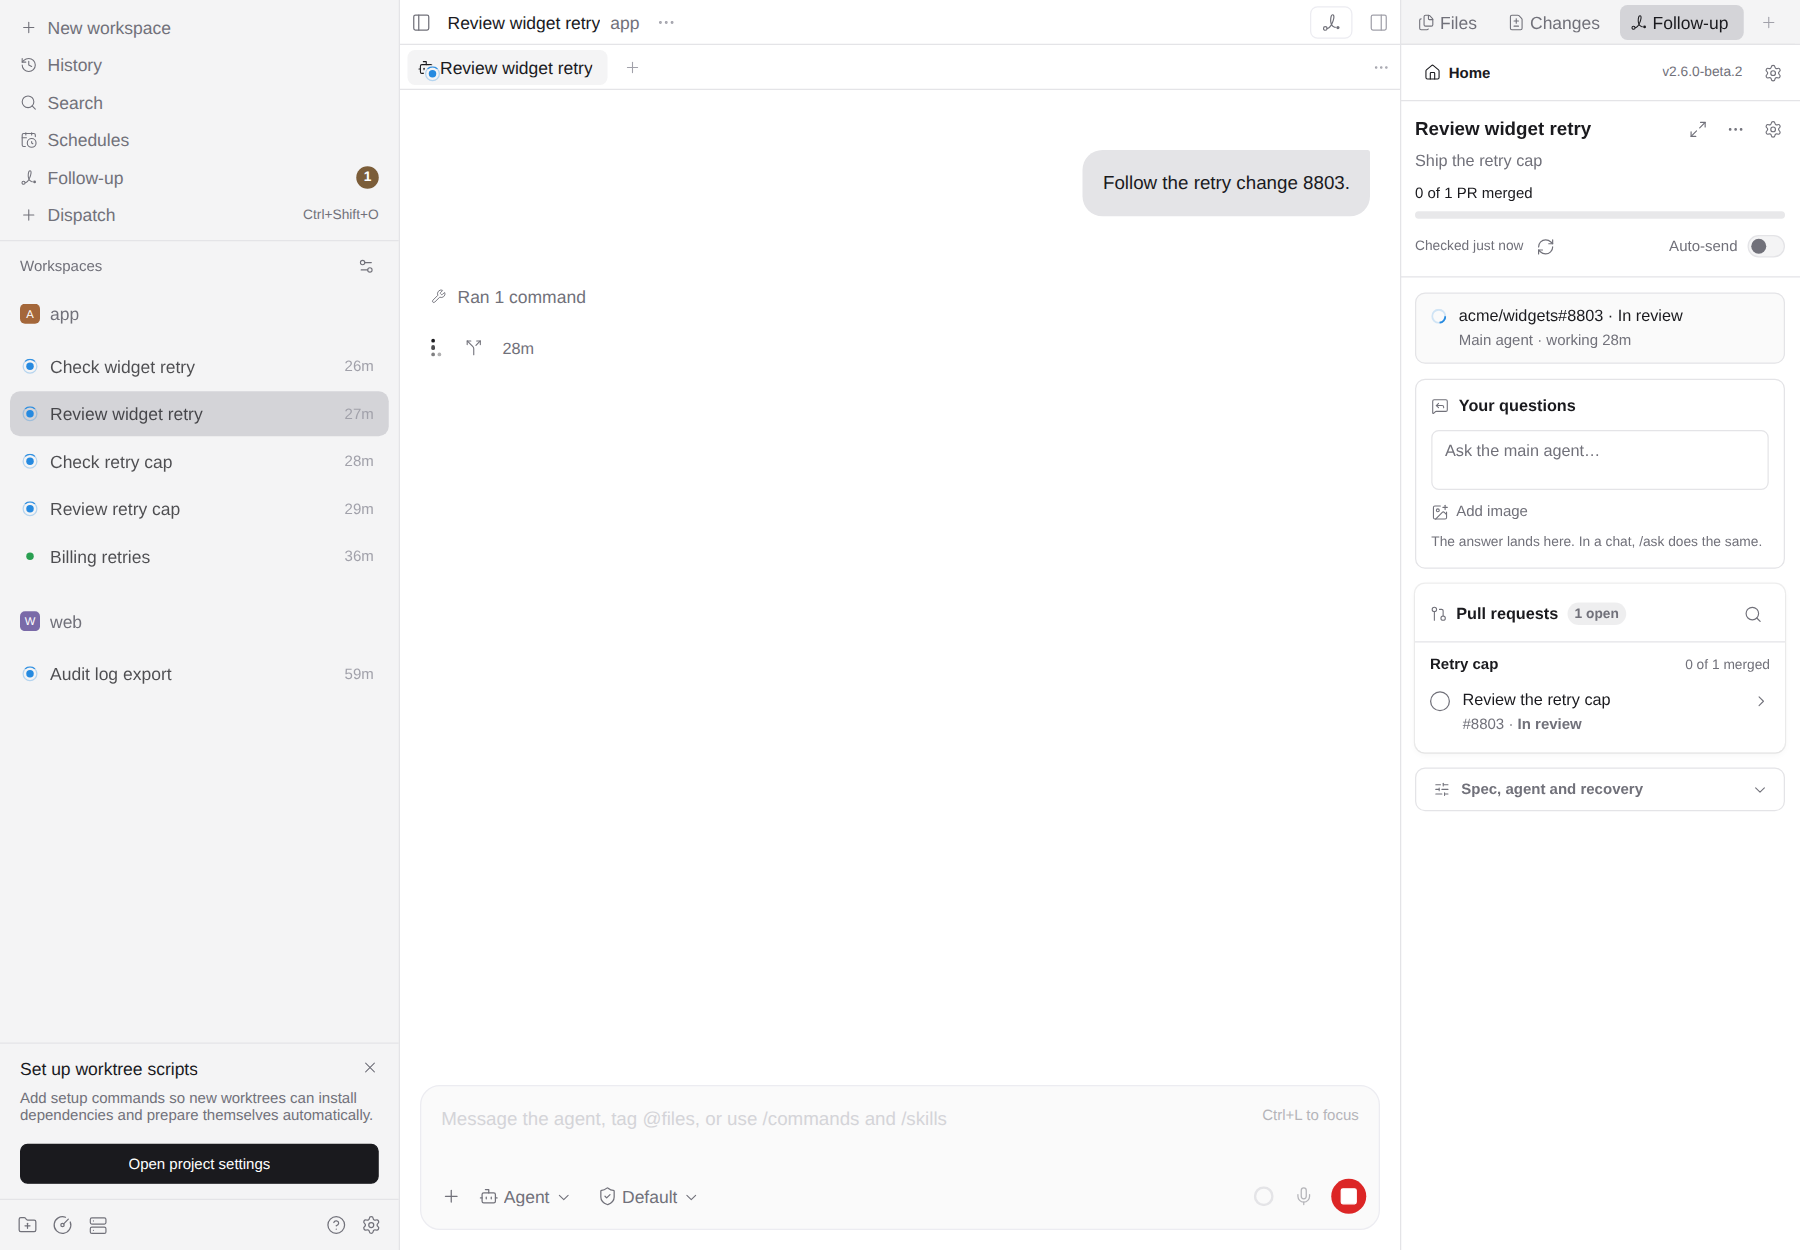 New workspace
History
Search
Schedules
Follow-up 1
Dispatch Ctrl+Shift+O
Workspaces
A app
Check widget retry 26m
Review widget retry 27m
Check retry cap 28m
Review retry cap 29m
Billing retries 36m
W web
Audit log export 59m
Set up worktree scripts
Add setup commands so new worktrees can install
dependencies and prepare themselves automatically.
Open project settings
Review widget retry app
Review widget retry
Follow the retry change 8803.
Ran 1 command
28m
Message the agent, tag @files, or use /commands and /skills
Ctrl+L to focus
Agent
Default
Files
Changes
Follow-up
Home v2.6.0-beta.2
Review widget retry
Ship the retry cap
0 of 1 PR merged
Checked just now Auto-send
acme/widgets#8803 · In review
Main agent · working 28m
Your questions
Ask the main agent…
Add image
The answer lands here. In a chat, /ask does the same.
Pull requests 1 open
Retry cap 0 of 1 merged
Review the retry cap
#8803 · In review
Spec, agent and recovery